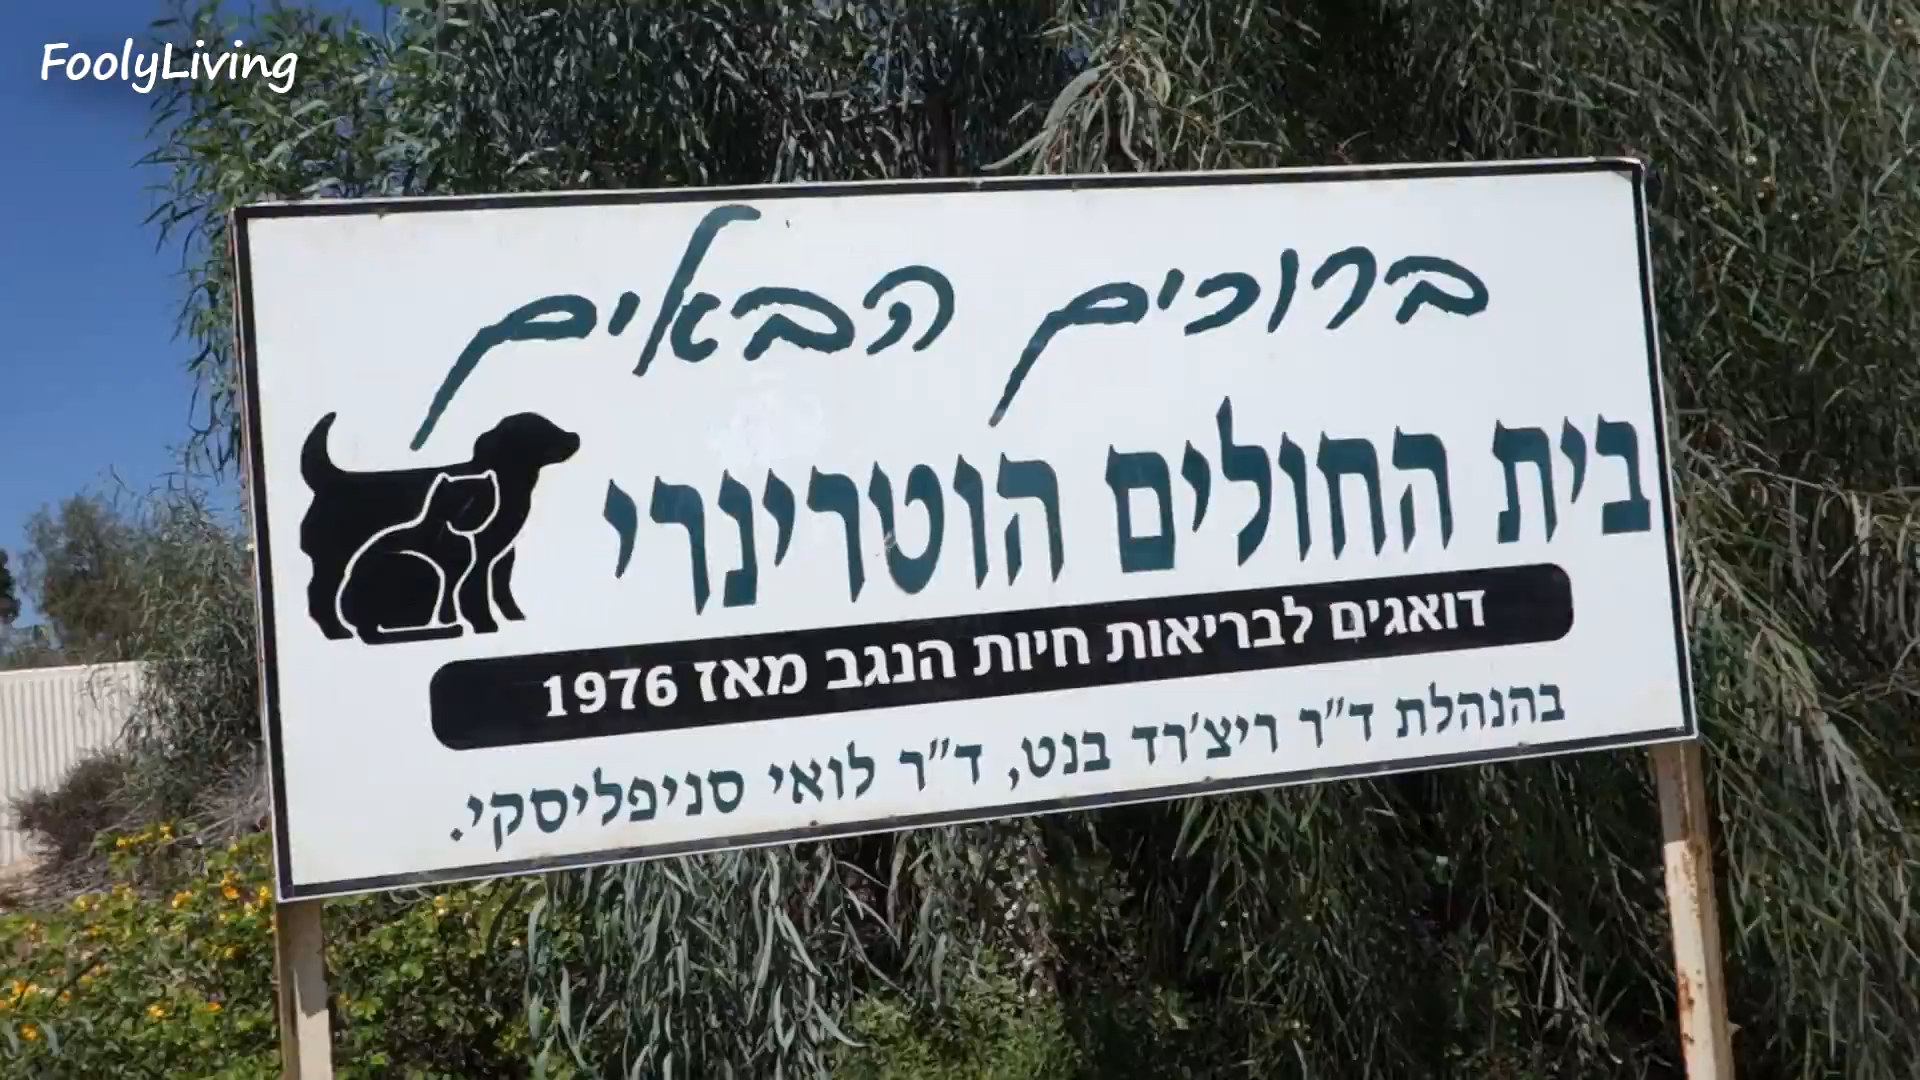 FoolyLiving
ברוכים הבאים
בית החולים הוטרינרי
דואגים לבריאות חיות הנגב מאז 1976
בהנהלת ד"ר ריצ'רד בנט, ד"ר לואי סניפליסקי.